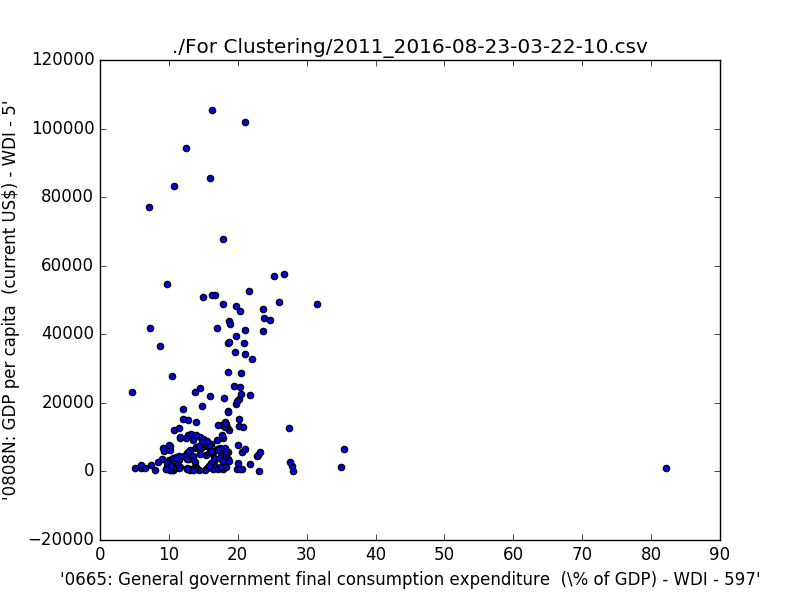 ./For Clustering/2011_2016-08-23-03-22-10.csv
120000
100000
80000
60000
40000
20000
0
−20000
0 10 20 30 40 50 60 70 80 90
'0808N: GDP per capita  (current US$) - WDI - 5'
'0665: General government final consumption expenditure  (\% of GDP) - WDI - 597'